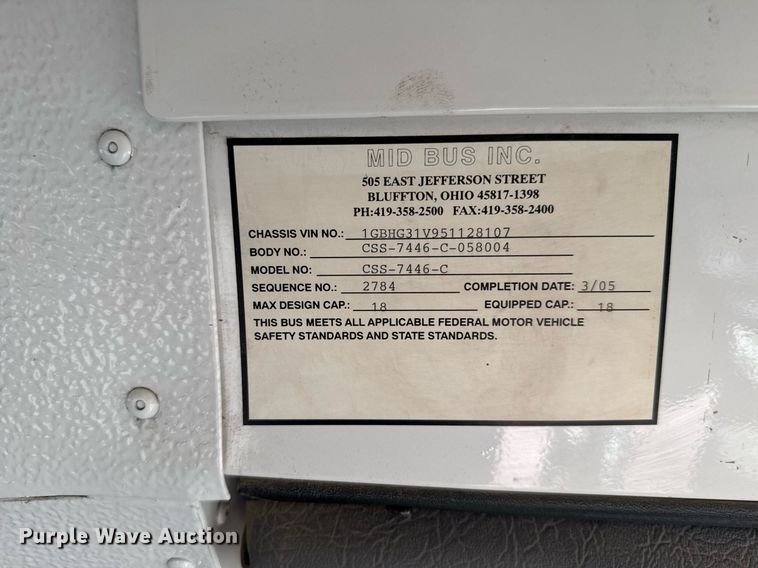 MID BUS INC.
505 EAST JEFFERSON STREET
BLUFFTON, OHIO 45817-1398
PH:419-358-2500 FAX:419-358-2400
CHASSIS VIN NO.: 1GBHG31V951128107
BODY NO.: CSS-7446-C-058004
MODEL NO: CSS-7446-C
SEQUENCE NO.: 2784 COMPLETION DATE: 3/05
MAX DESIGN CAP.: 18 EQUIPPED CAP.: 18
THIS BUS MEETS ALL APPLICABLE FEDERAL MOTOR VEHICLE
SAFETY STANDARDS AND STATE STANDARDS.
Purple Wave Auction®